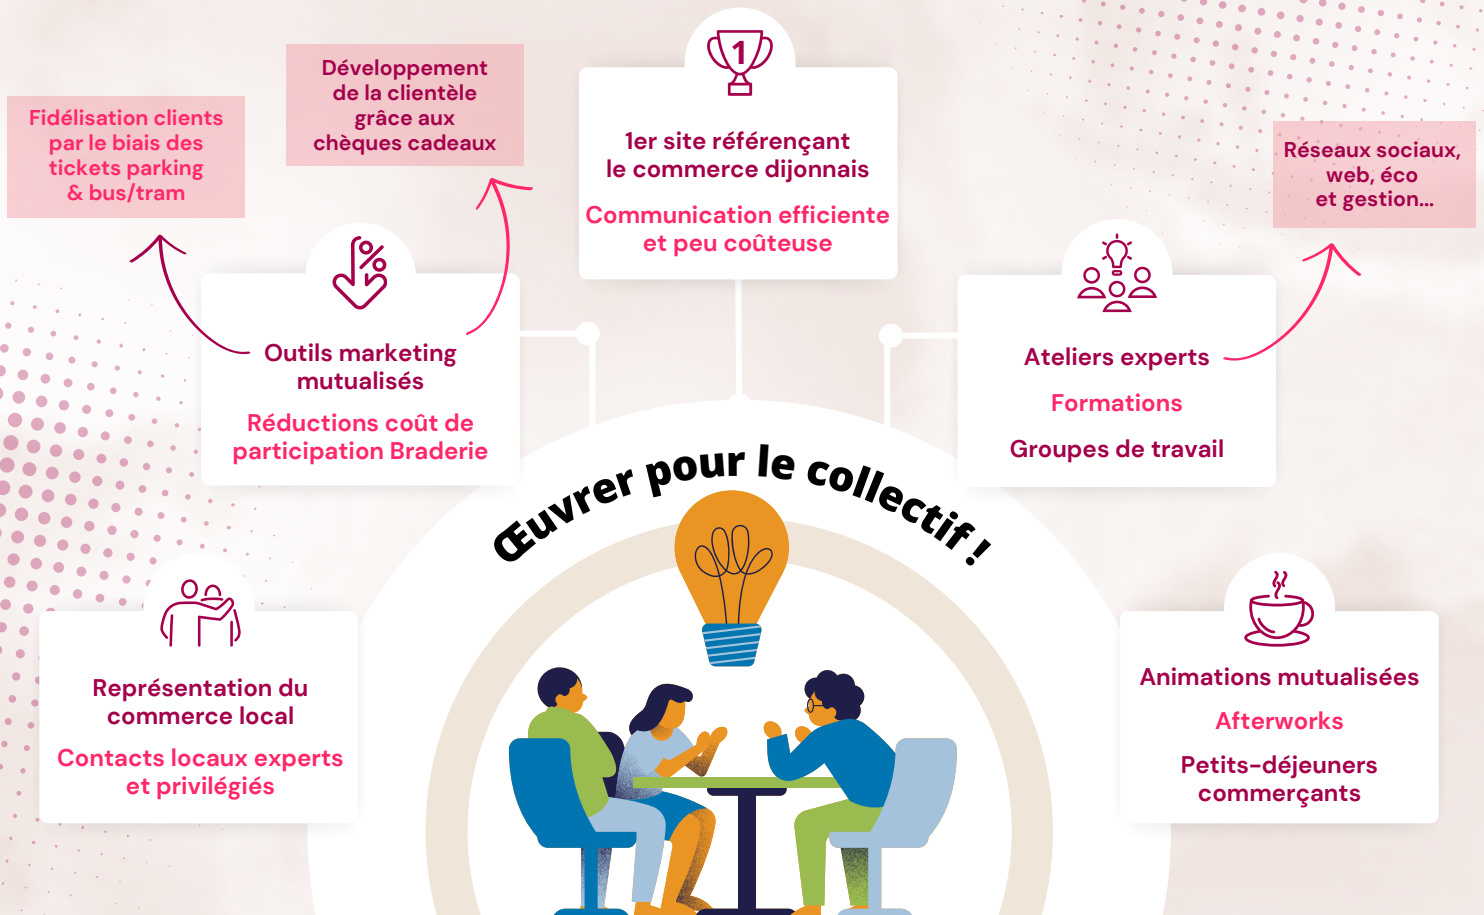 Fidélisation clients
par le biais des
tickets parking
& bus/tram
Développement
de la clientèle
grâce aux
chèques cadeaux
1
1er site référençant
le commerce dijonnais
Communication efficiente
et peu coûteuse
Réseaux sociaux,
web, éco
et gestion...
%
Outils marketing
mutualisés
Réductions coût de
participation Braderie
Ateliers experts
Formations
Groupes de travail
Œuvrer pour le collectif !
Représentation du
commerce local
Contacts locaux experts
et privilégiés
Animations mutualisées
Afterworks
Petits-déjeuners
commerçants